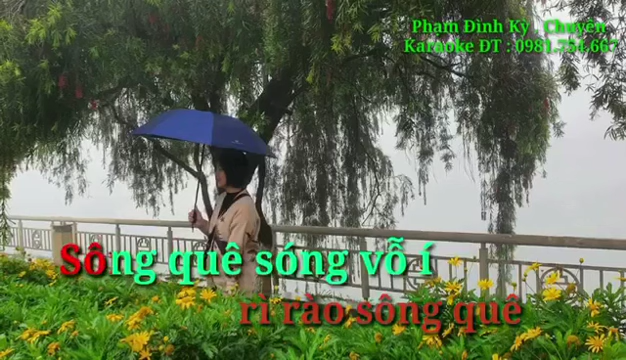 Phạm Đình Kỳ Chuyên
Karaoke ĐT : 0981.754.667
Sông quê sóng vỗ í
rì rào sông quê